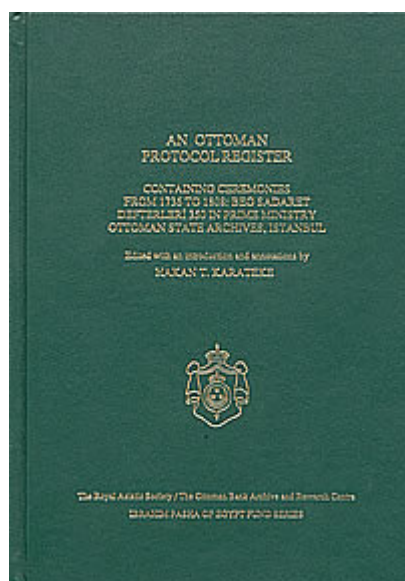 AN OTTOMAN
PROTOCOL REGISTER
CONTAINING CEREMONIES
FROM 1736 TO 1808: BEO SADARET
DEFTERLERİ 350 IN PRIME MINISTRY
OTTOMAN STATE ARCHIVES, ISTANBUL
Edited with an introduction and annotations by
HAKAN T. KARATEKE
The Royal Asiatic Society / The Ottoman Bank Archive and Research Centre
IBRAHIM PASHA OF EGYPT FUND SERIES